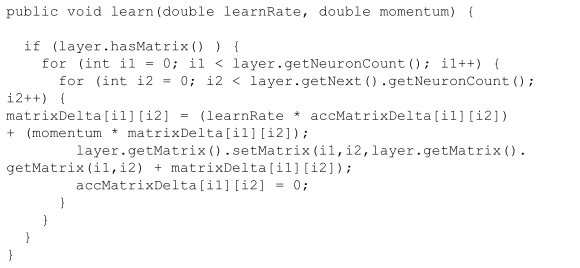 public void learn(double learnRate, double momentum) {
if (layer.hasMatrix() ) {
for (int i1 = 0; i1 < layer.getNeuronCount(); i1++) {
for (int i2 = 0; i2 < layer.getNext().getNeuronCount();
i2++) {
matrixDelta[i1][i2] = (learnRate * accMatrixDelta[i1][i2])
+ (momentum * matrixDelta[i1][i2]);
layer.getMatrix().setMatrix(i1,i2,layer.getMatrix().
getMatrix(i1,i2) + matrixDelta[i1][i2]);
accMatrixDelta[i1][i2] = 0;
}
}
}
}